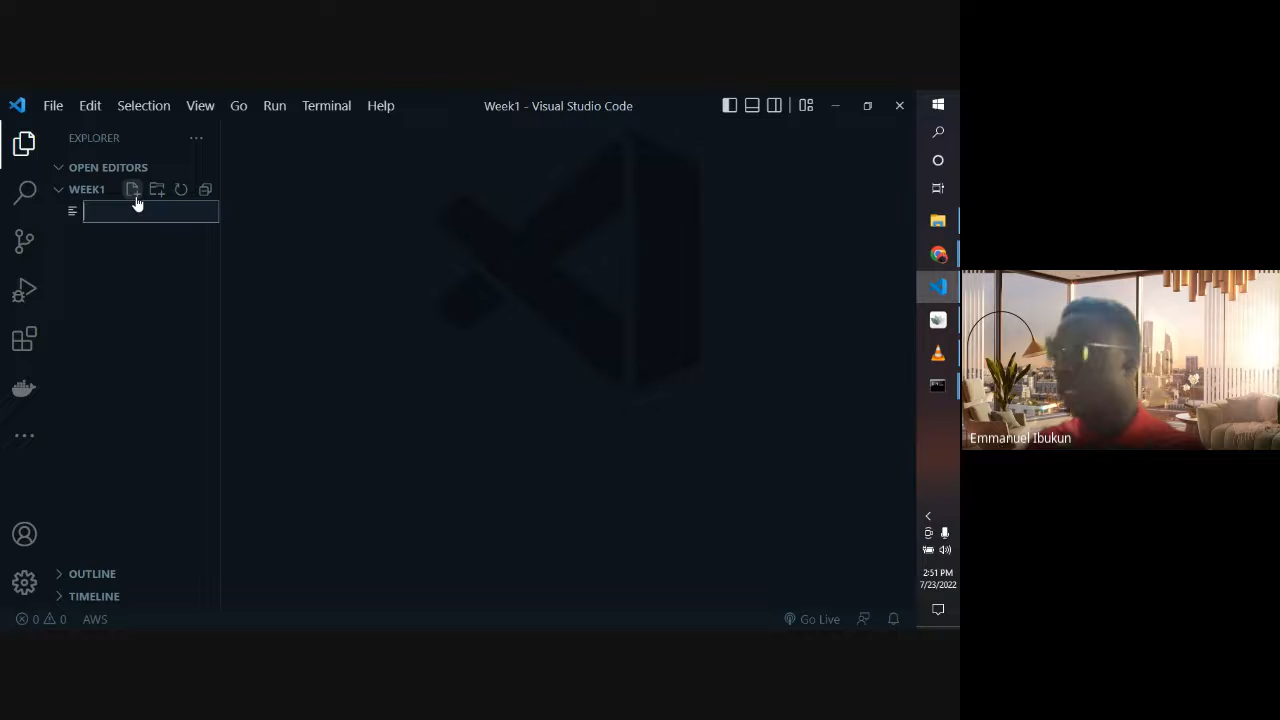 File Edit Selection View Go Run Terminal Help
Week1 - Visual Studio Code
EXPLORER
OPEN EDITORS
WEEK1
OUTLINE
TIMELINE
0 0 AWS
Go Live
2:51 PM
7/23/2022
Emmanuel Ibukun